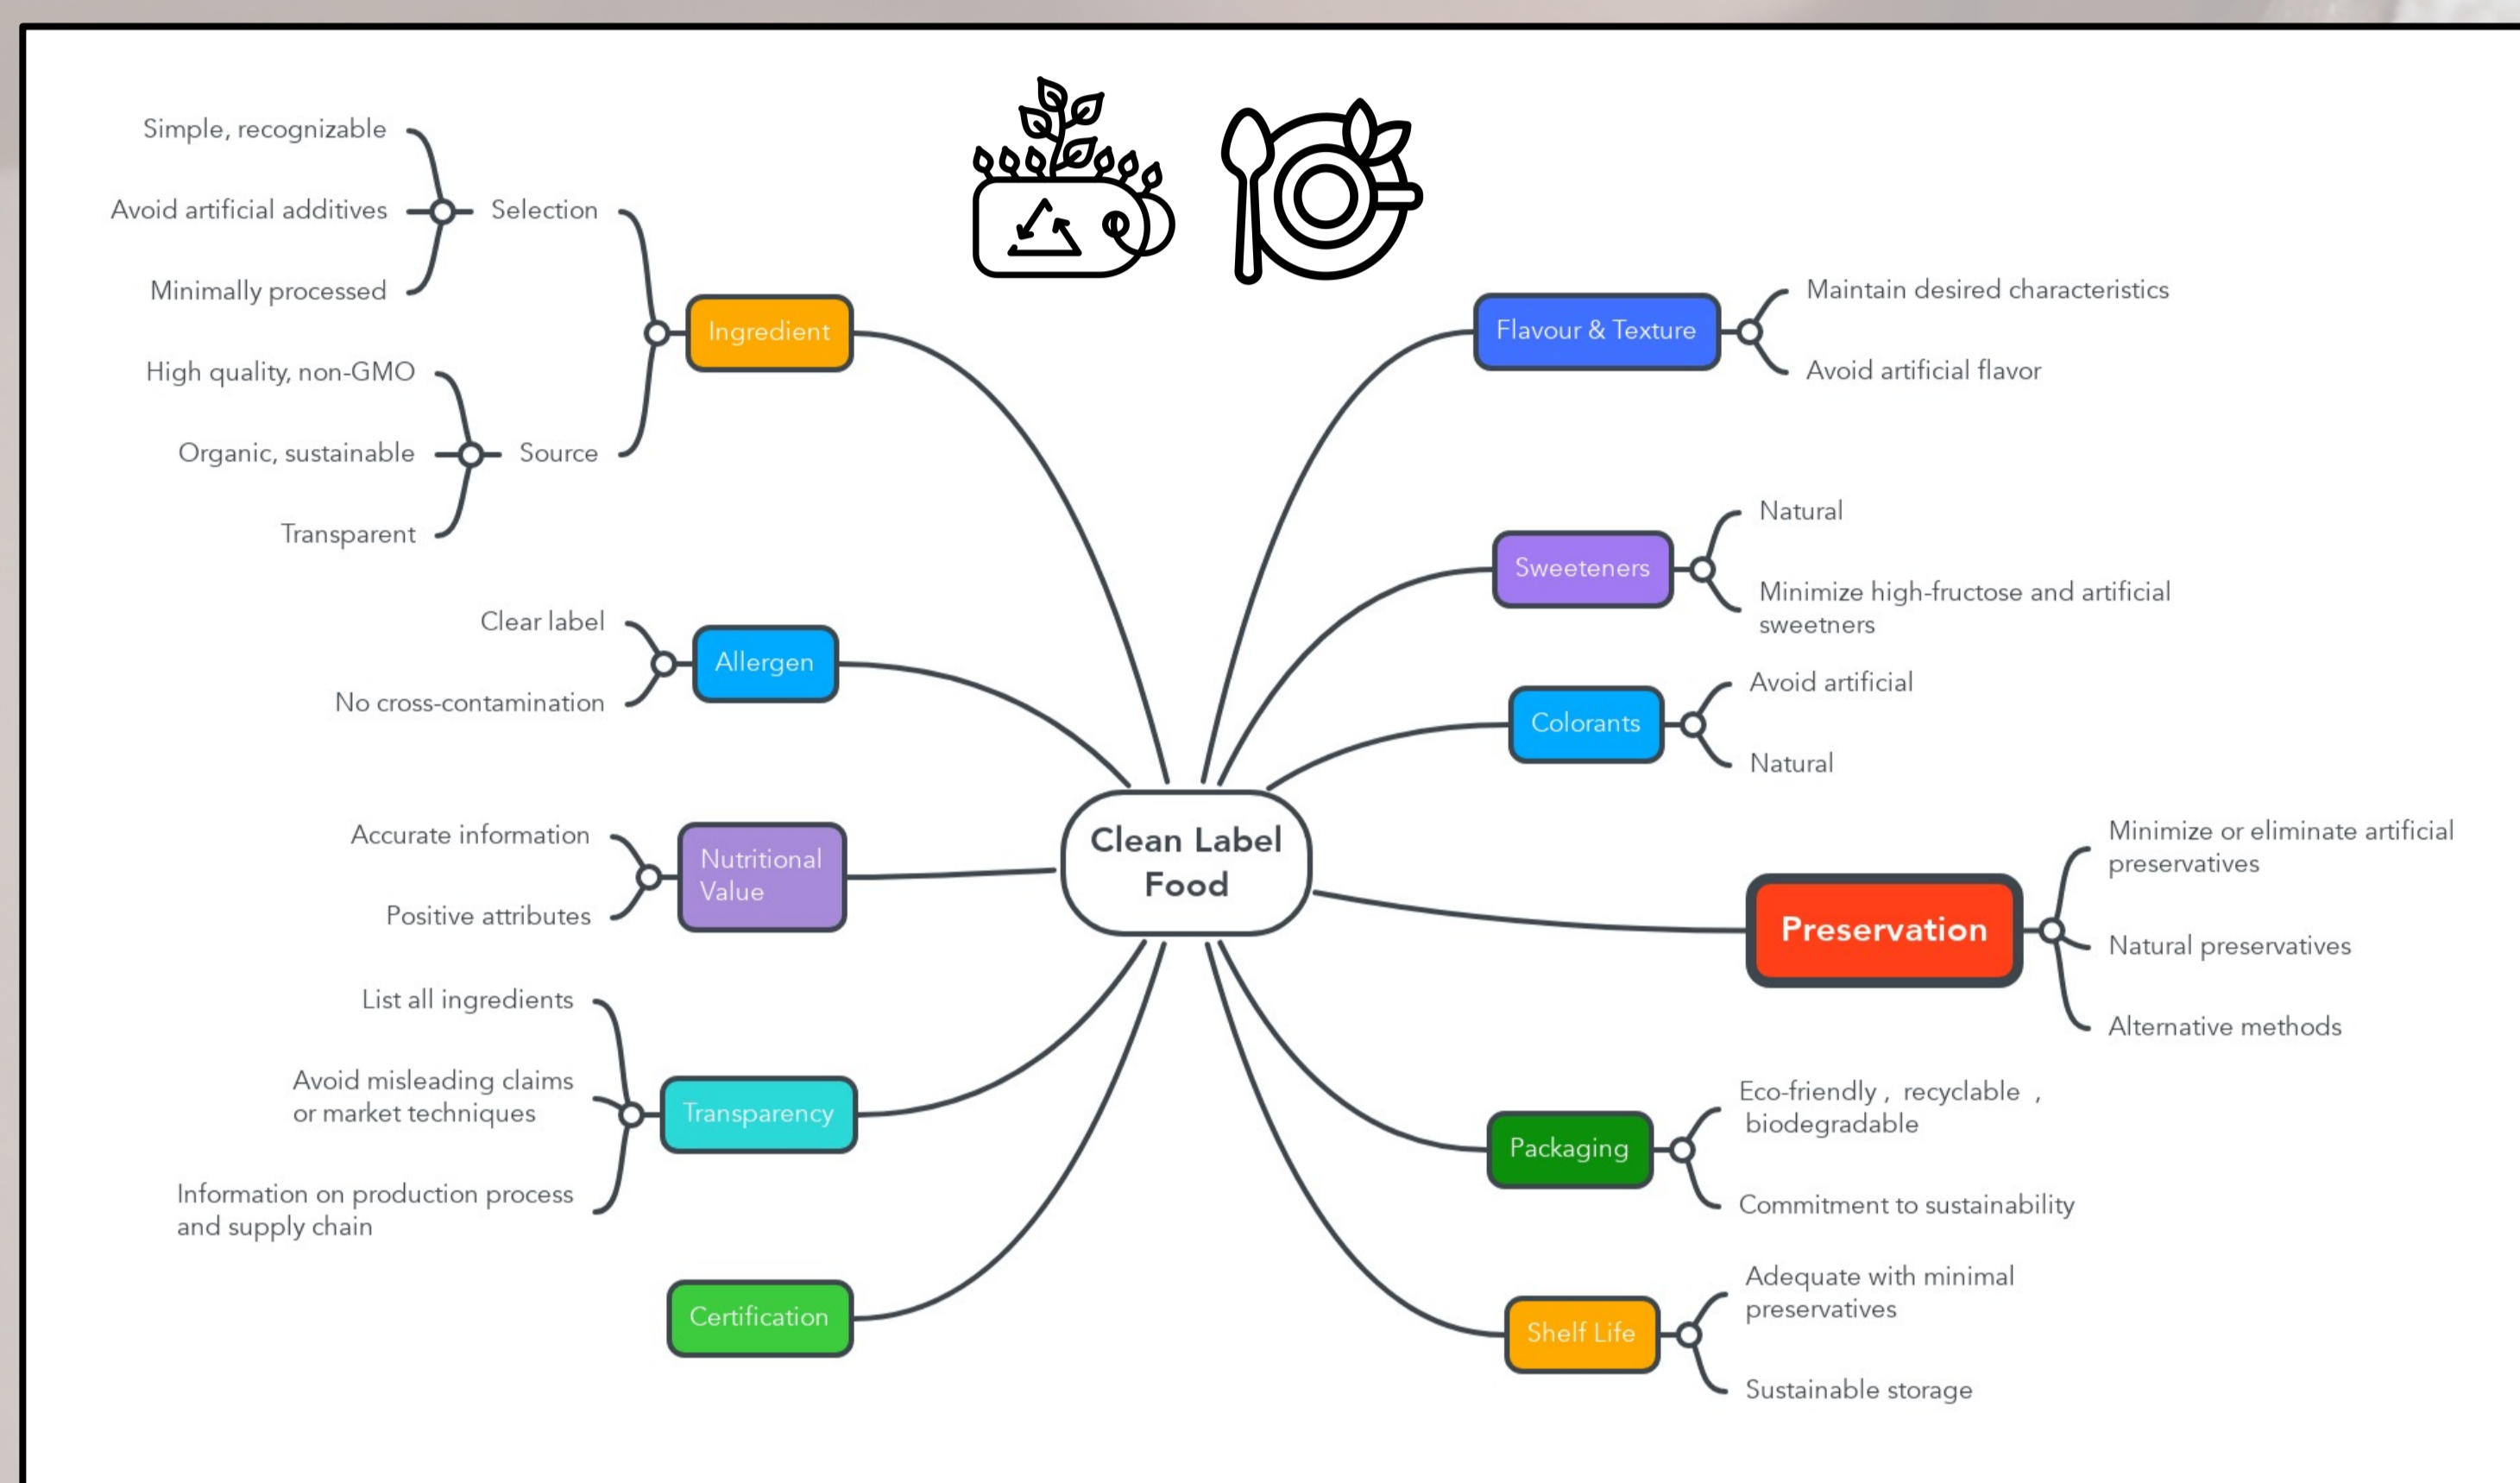 Simple, recognizable
Avoid artificial additives
Minimally processed
Selection
High quality, non-GMO
Organic, sustainable
Transparent
Source
Ingredient
Clear label
No cross-contamination
Allergen
Accurate information
Positive attributes
Nutritional
Value
List all ingredients
Avoid misleading claims
or market techniques
Information on production process
and supply chain
Transparency
Certification
Clean Label
Food
Flavour & Texture
Maintain desired characteristics
Avoid artificial flavor
Sweeteners
Natural
Minimize high-fructose and artificial
sweetners
Colorants
Avoid artificial
Natural
Preservation
Minimize or eliminate artificial
preservatives
Natural preservatives
Alternative methods
Packaging
Eco-friendly , recyclable ,
biodegradable
Commitment to sustainability
Shelf Life
Adequate with minimal
preservatives
Sustainable storage